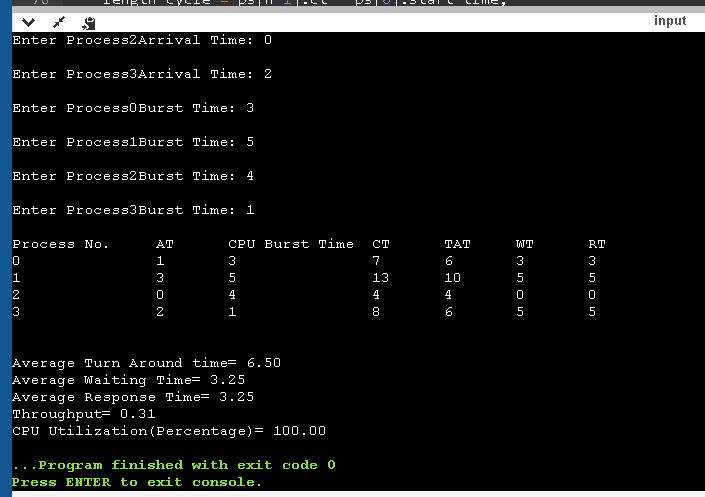 length_cycle = ps[n-1].ct - ps[0].start_time;
input
Enter Process2Arrival Time: 0
Enter Process3Arrival Time: 2
Enter Process0Burst Time: 3
Enter Process1Burst Time: 5
Enter Process2Burst Time: 4
Enter Process3Burst Time: 1
Process No. AT CPU Burst Time CT TAT WT RT
0 1 3 7 6 3 3
1 3 5 13 10 5 5
2 0 4 4 4 0 0
3 2 1 8 6 5 5
Average Turn Around time= 6.50
Average Waiting Time= 3.25
Average Response Time= 3.25
Throughput= 0.31
CPU Utilization(Percentage)= 100.00
...Program finished with exit code 0
Press ENTER to exit console.